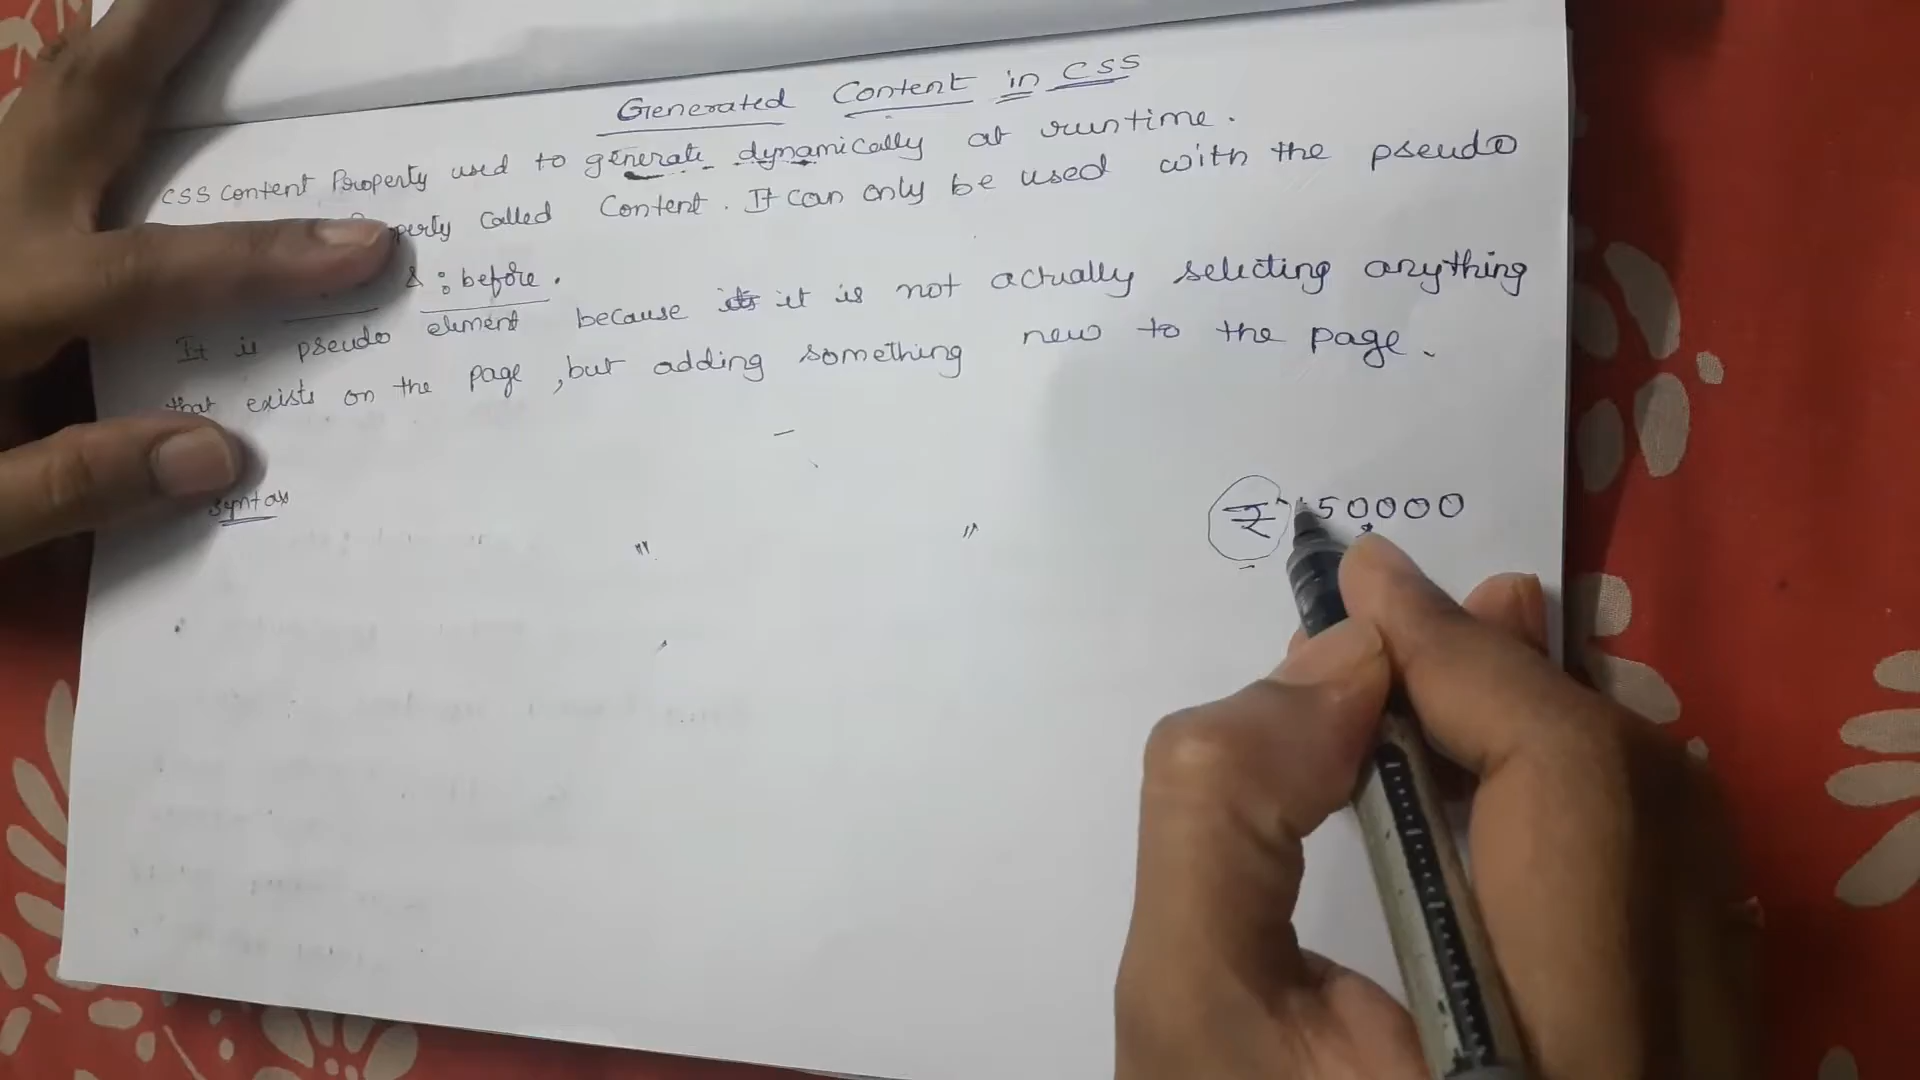 Generated Content in CSS
CSS Content Property used to generate dynamically at runtime.
perty called Content. It can only be used with the pseudo
& :before.
It is pseudo element because it is not actually selecting anything
that exists on the page, but adding something new to the page.
Syntax
" "
₹ 50000